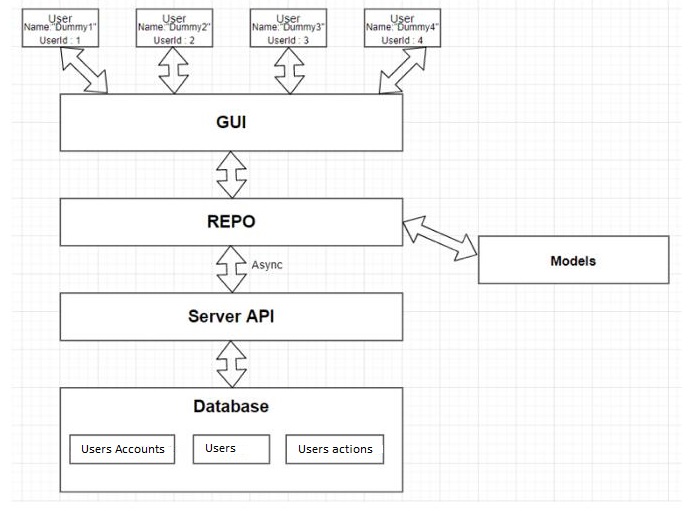 User
Name:"Dummy1"
UserId : 1
User
Name:"Dummy2"
UserId : 2
User
Name:"Dummy3"
UserId : 3
User
Name:"Dummy4"
UserId : 4
GUI
REPO
Async
Models
Server API
Database
Users Accounts
Users
Users actions